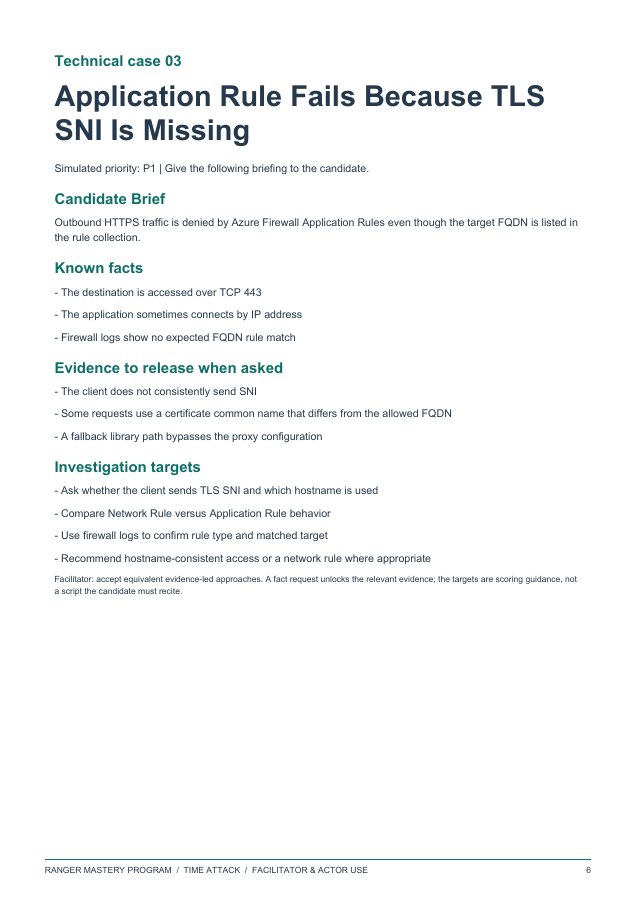 Technical case 03
Application Rule Fails Because TLS
SNI Is Missing
Simulated priority: P1 | Give the following briefing to the candidate.
Candidate Brief
Outbound HTTPS traffic is denied by Azure Firewall Application Rules even though the target FQDN is listed in
the rule collection.
Known facts
- The destination is accessed over TCP 443
- The application sometimes connects by IP address
- Firewall logs show no expected FQDN rule match
Evidence to release when asked
- The client does not consistently send SNI
- Some requests use a certificate common name that differs from the allowed FQDN
- A fallback library path bypasses the proxy configuration
Investigation targets
- Ask whether the client sends TLS SNI and which hostname is used
- Compare Network Rule versus Application Rule behavior
- Use firewall logs to confirm rule type and matched target
- Recommend hostname-consistent access or a network rule where appropriate
Facilitator: accept equivalent evidence-led approaches. A fact request unlocks the relevant evidence; the targets are scoring guidance, not
a script the candidate must recite.
RANGER MASTERY PROGRAM / TIME ATTACK / FACILITATOR & ACTOR USE 6